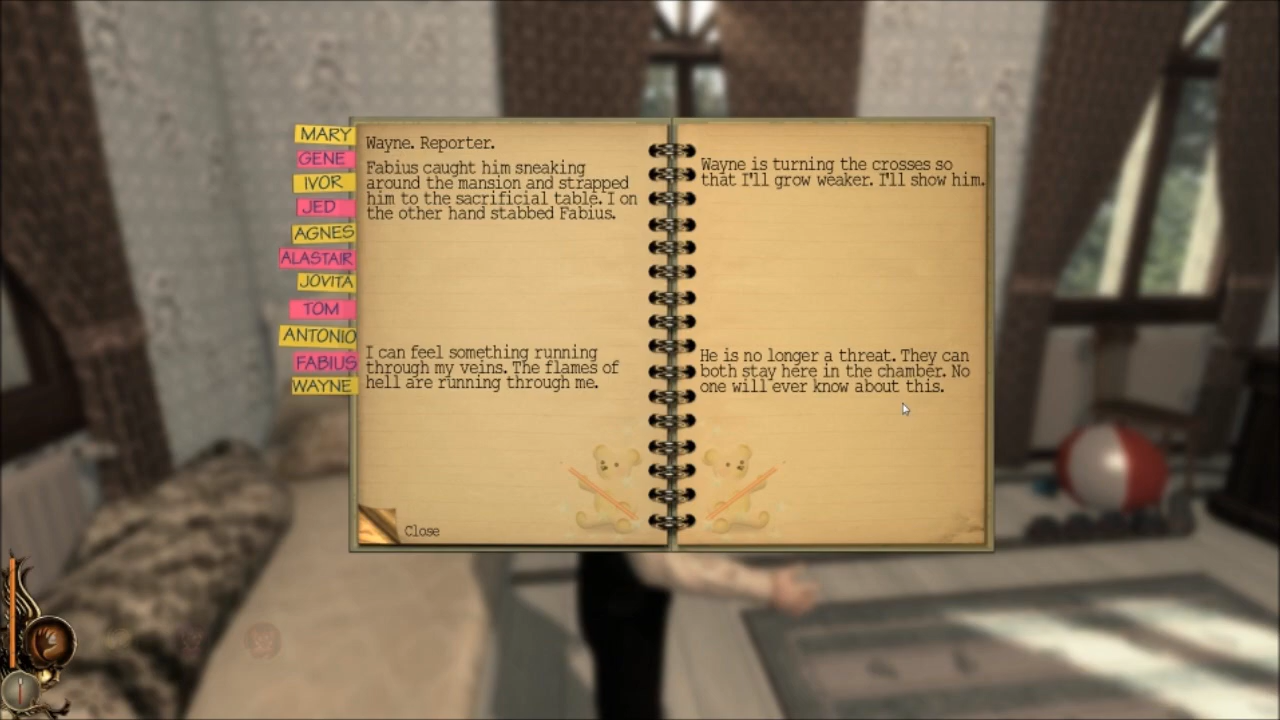 MARY
GENE
IVOR
JED
AGNES
ALASTAIR
JOVITA
TOM
ANTONIO
FABIUS
WAYNE
Wayne. Reporter.
Fabius caught him sneaking
around the mansion and strapped
him to the sacrificial table. I on
the other hand stabbed Fabius.
I can feel something running
through my veins. The flames of
hell are running through me.
Close
Wayne is turning the crosses so
that I'll grow weaker. I'll show him.
He is no longer a threat. They can
both stay here in the chamber. No
one will ever know about this.